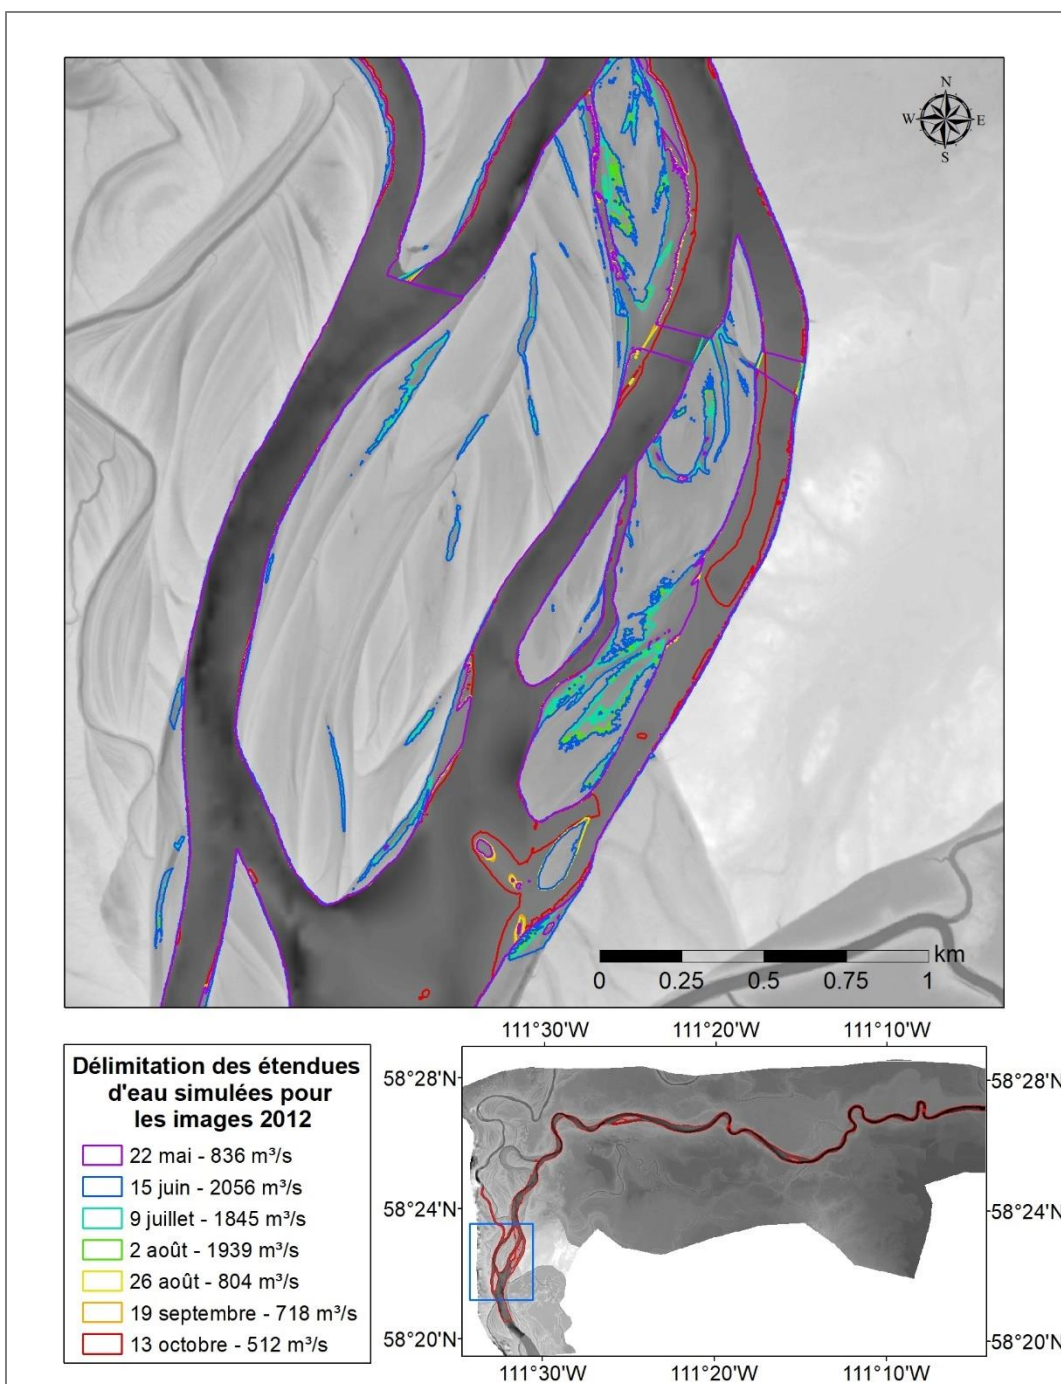 N
W E
S
km
0 0.25 0.5 0.75 1
111°30'W 111°20'W 111°10'W
Délimitation des étendues
d'eau simulées pour
les images 2012
22 mai - 836 m³/s
15 juin - 2056 m³/s
9 juillet - 1845 m³/s
2 août - 1939 m³/s
26 août - 804 m³/s
19 septembre - 718 m³/s
13 octobre - 512 m³/s
58°28'N 58°28'N
58°24'N 58°24'N
58°20'N 58°20'N
111°30'W 111°20'W 111°10'W